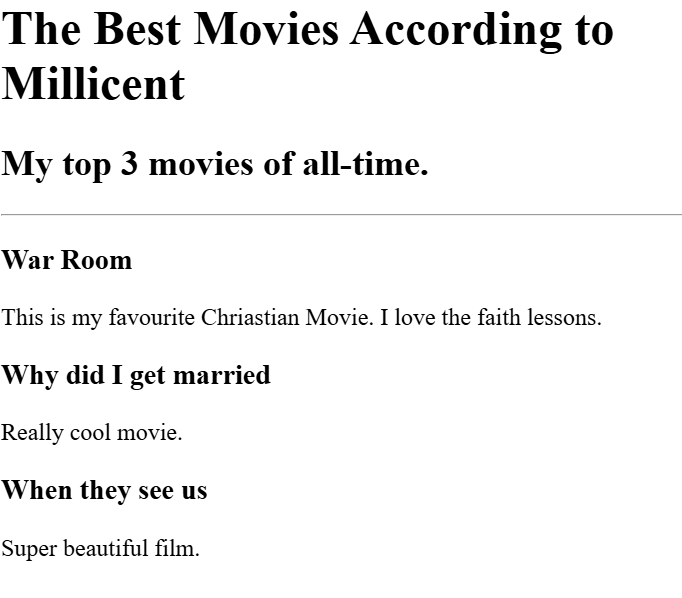 The Best Movies According to
Millicent
My top 3 movies of all-time.
War Room
This is my favourite Chriastian Movie. I love the faith lessons.
Why did I get married
Really cool movie.
When they see us
Super beautiful film.